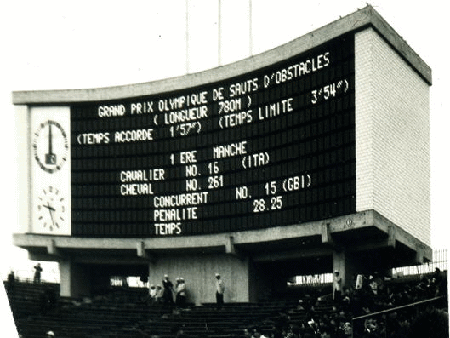 GRAND PRIX OLYMPIQUE DE SAUTS D'OBSTACLES
( LONGUEUR 780M )
(TEMPS ACCORDE 1'57") (TEMPS LIMITE 3'54")
1 ERE MANCHE
CAVALIER NO. 16 (ITA)
CHEVAL NO. 261
CONCURRENT NO. 15 (GBI)
PENALITE 28.25
TEMPS